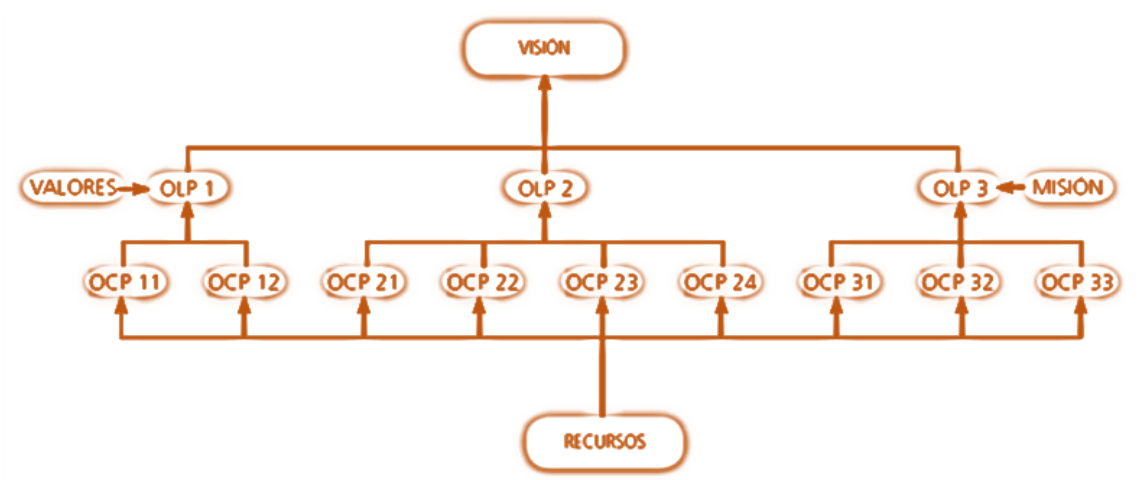 VISIÓN
VALORES
OLP 1
OLP 2
OLP 3
MISIÓN
OCP 11
OCP 12
OCP 21
OCP 22
OCP 23
OCP 24
OCP 31
OCP 32
OCP 33
RECURSOS